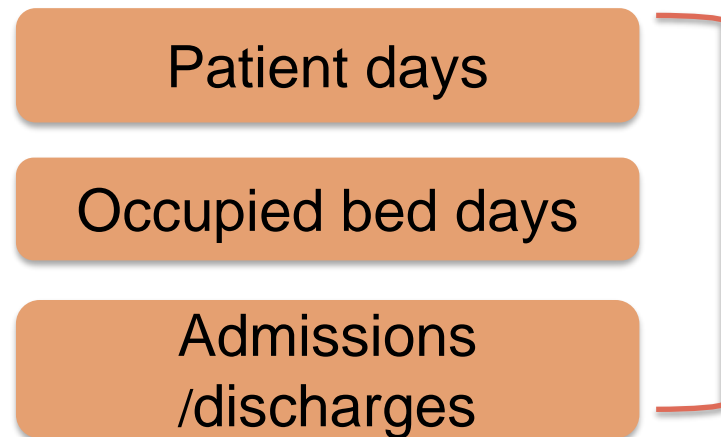 Patient days
Occupied bed days
Admissions
/discharges